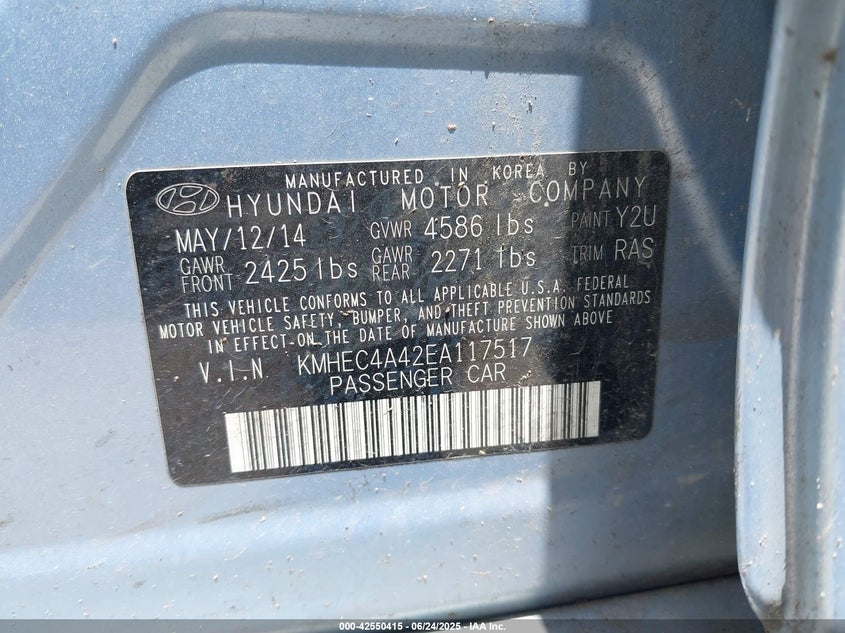 MANUFACTURED IN KOREA BY
HYUNDAI MOTOR COMPANY
MAY/12/14 GVWR 4586 lbs PAINT Y2U
GAWR FRONT 2425 lbs GAWR REAR 2271 lbs TRIM RAS
THIS VEHICLE CONFORMS TO ALL APPLICABLE U.S.A. FEDERAL
MOTOR VEHICLE SAFETY, BUMPER, AND THEFT PREVENTION STANDARDS
IN EFFECT ON THE DATE OF MANUFACTURE SHOWN ABOVE
V.I.N KMHEC4A42EA117517
PASSENGER CAR
000-42550415 - 06/24/2025 - IAA Inc.